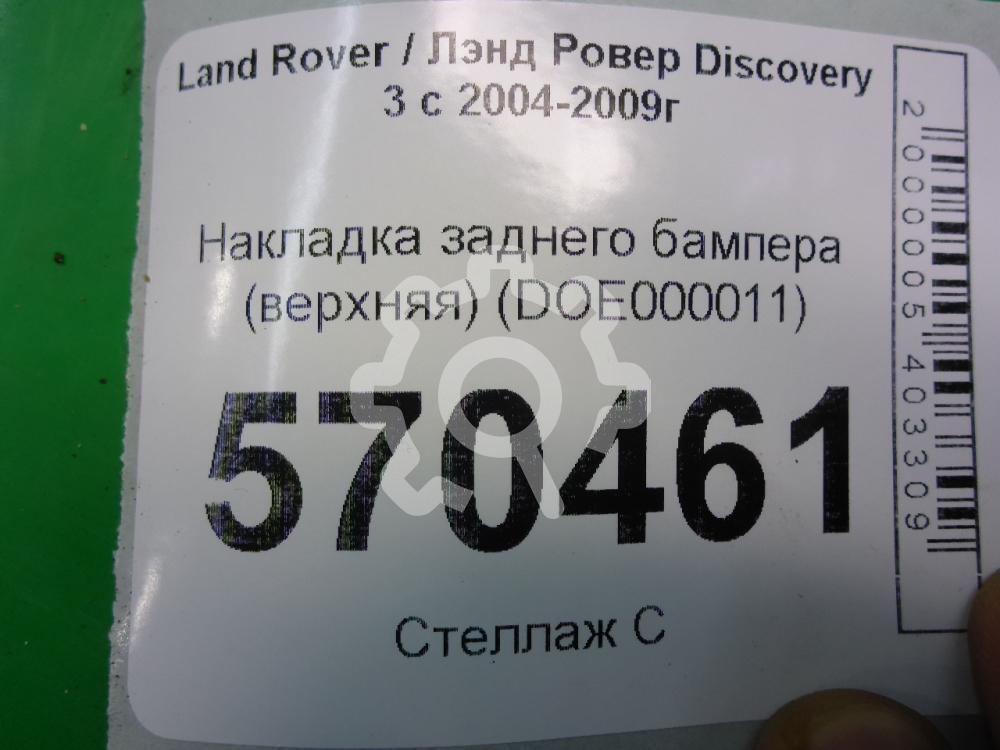 Land Rover / Лэнд Ровер Discovery
3 с 2004-2009г
Накладка заднего бампера
(верхняя) (DOE000011)
570461
Стеллаж С
2000005403309